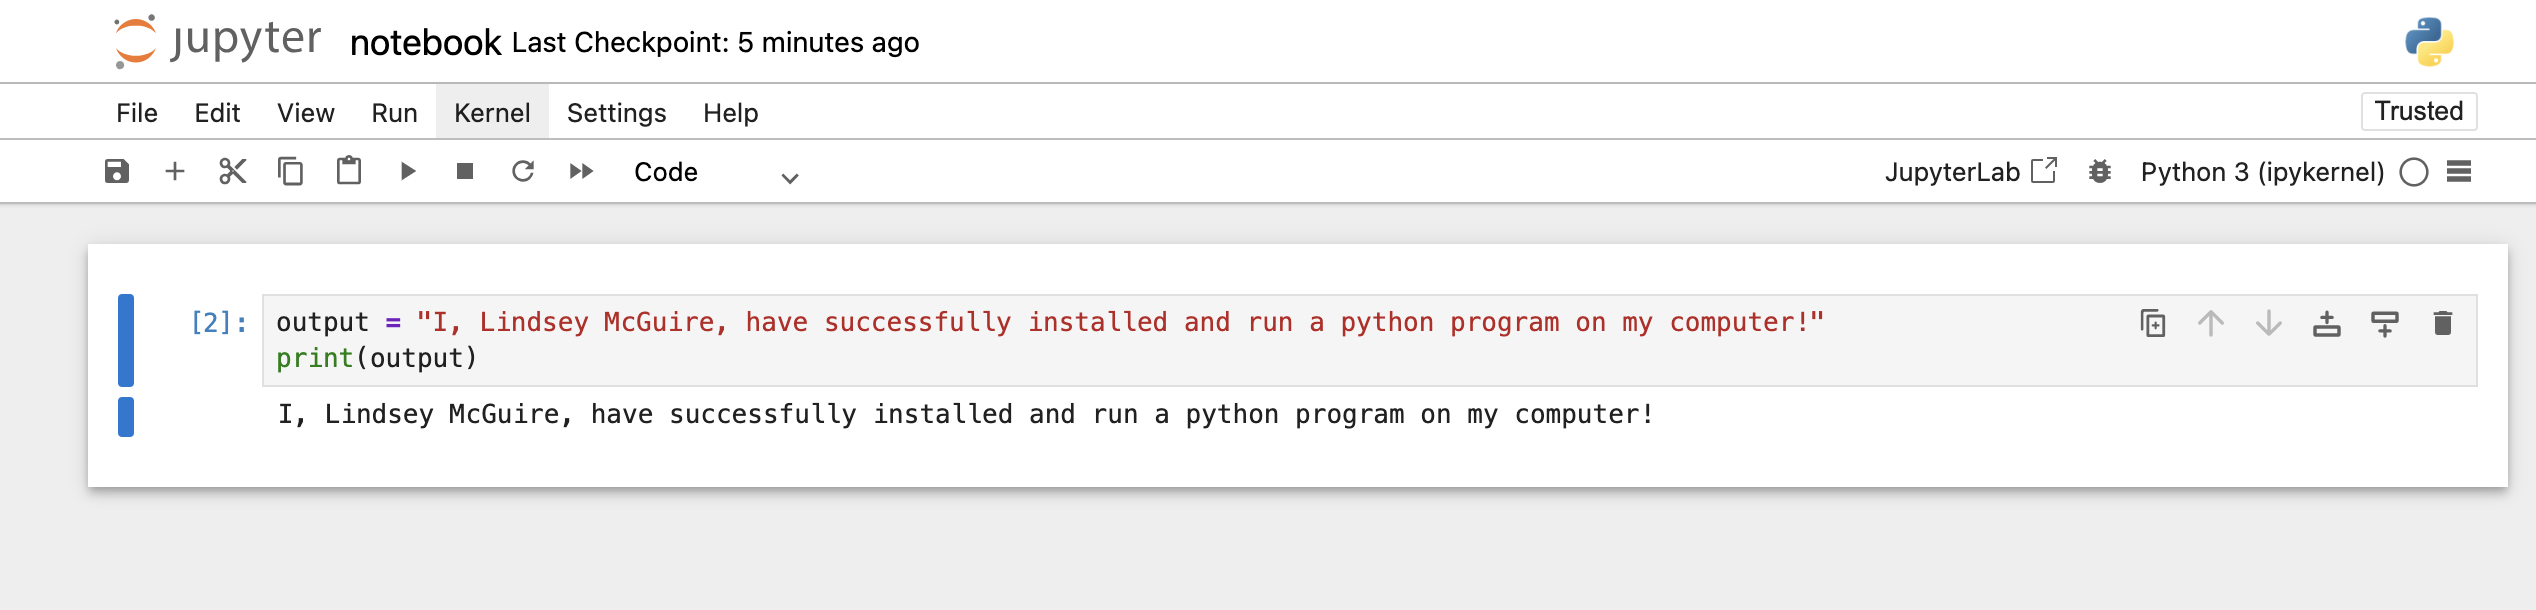 jupyter notebook Last Checkpoint: 5 minutes ago
File Edit View Run Kernel Settings Help Trusted
Code JupyterLab Python 3 (ipykernel)
[2]: output = "I, Lindsey McGuire, have successfully installed and run a python program on my computer!"
print(output)
I, Lindsey McGuire, have successfully installed and run a python program on my computer!